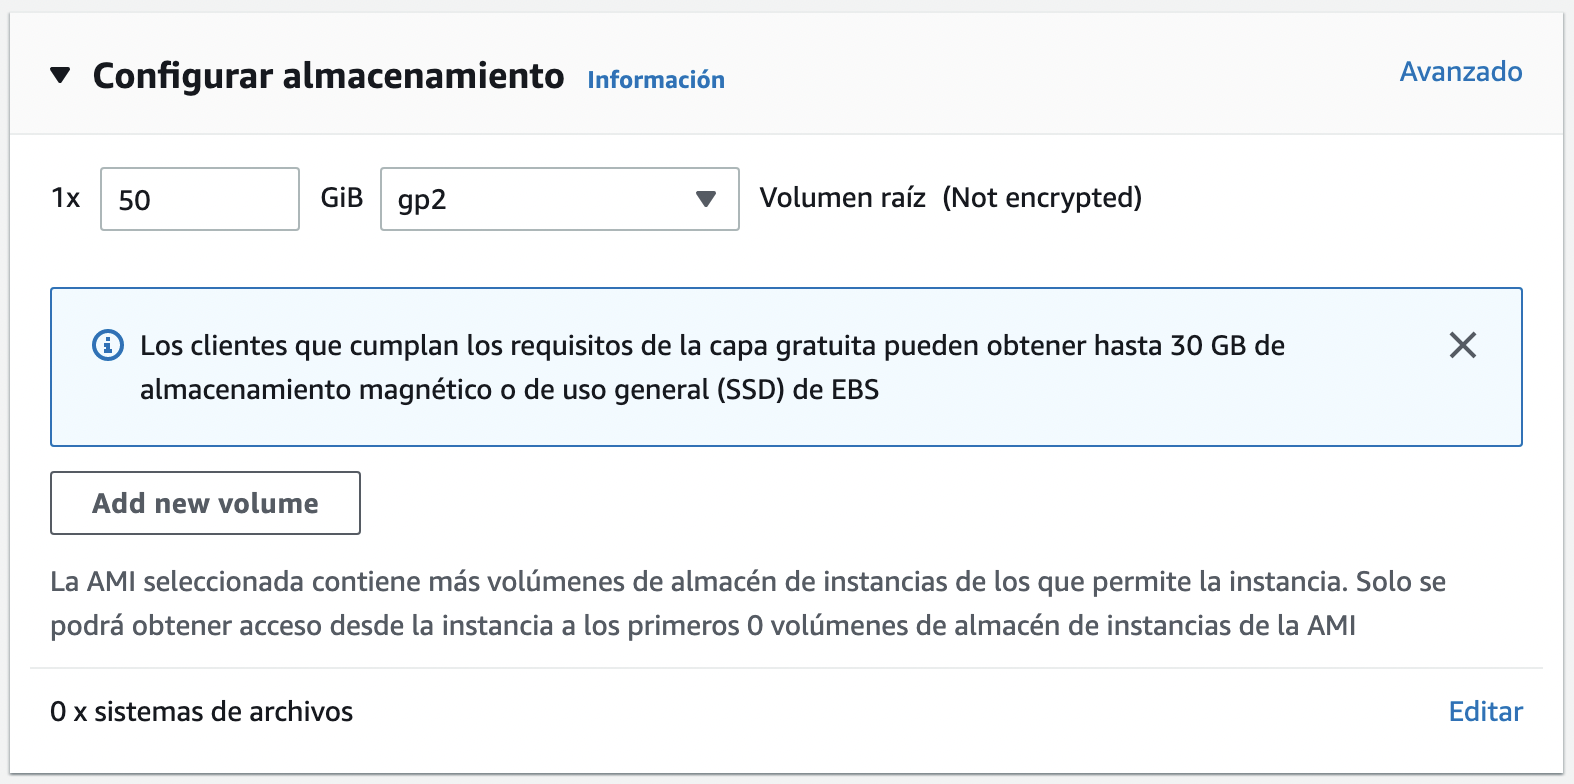 Configurar almacenamiento Información Avanzado
1x 50 GiB gp2 Volumen raíz (Not encrypted)
Los clientes que cumplan los requisitos de la capa gratuita pueden obtener hasta 30 GB de
almacenamiento magnético o de uso general (SSD) de EBS
Add new volume
La AMI seleccionada contiene más volúmenes de almacén de instancias de los que permite la instancia. Solo se
podrá obtener acceso desde la instancia a los primeros 0 volúmenes de almacén de instancias de la AMI
0 x sistemas de archivos Editar